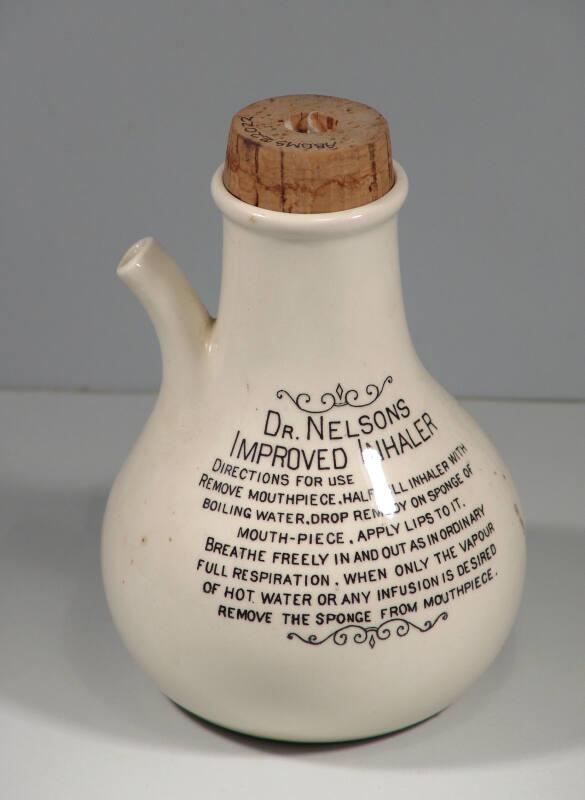 ABGMS 22022
DR. NELSONS
IMPROVED INHALER
DIRECTIONS FOR USE
REMOVE MOUTHPIECE, HALF FILL INHALER WITH
BOILING WATER, DROP REMEDY ON SPONGE OF
MOUTH-PIECE, APPLY LIPS TO IT.
BREATHE FREELY IN AND OUT AS IN ORDINARY
FULL RESPIRATION, WHEN ONLY THE VAPOUR
OF HOT WATER OR ANY INFUSION IS DESIRED
REMOVE THE SPONGE FROM MOUTHPIECE.